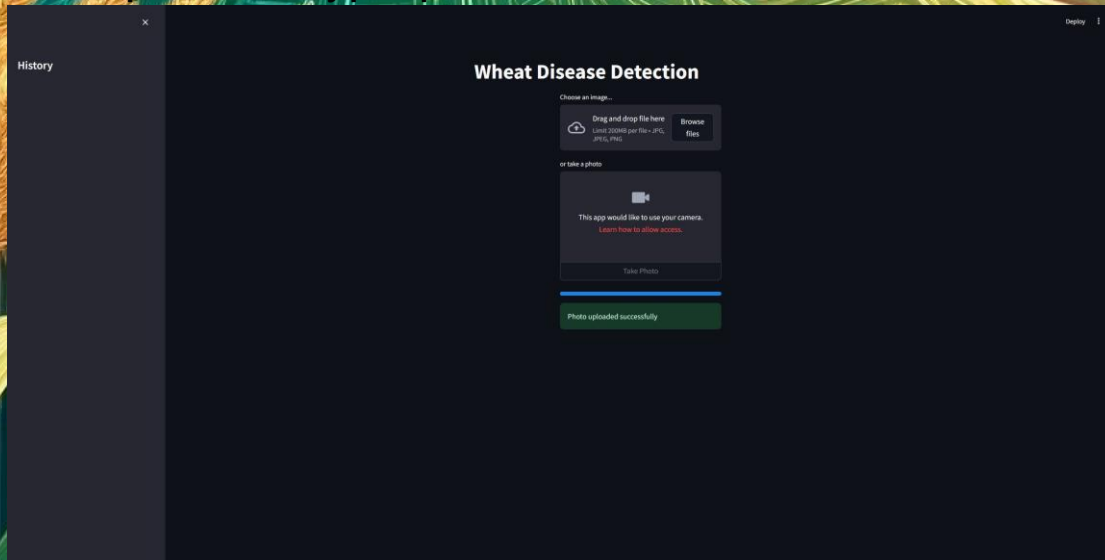 ×
Deploy
History
Wheat Disease Detection
Choose an image...
Drag and drop file here
Limit 200MB per file • JPG,
JPEG, PNG
Browse
files
or take a photo
This app would like to use your camera.
Learn how to allow access.
Take Photo
Photo uploaded successfully